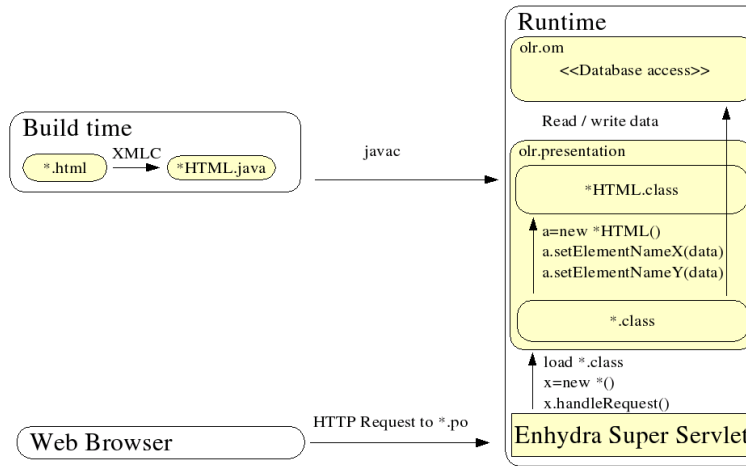 Runtime
olr.om
<<Database access>>
Read / write data
Build time
XMLC
*.html
*HTML.java
javac
olr.presentation
*HTML.class
a=new *HTML()
a.setElementNameX(data)
a.setElementNameY(data)
*.class
load *.class
x=new *()
x.handleRequest()
Web Browser
HTTP Request to *.po
Enhydra Super Servlet